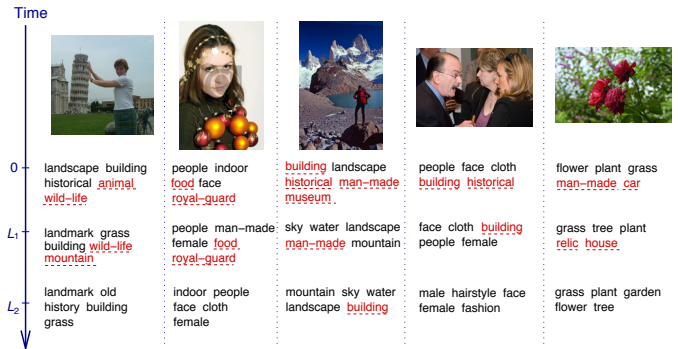 Time
0
landscape building
historical animal
wild-life
people indoor
food face
royal-guard
building landscape
historical man-made
museum
people face cloth
building historical
flower plant grass
man-made car
L1
landmark grass
building wild-life
mountain
people man-made
female food
royal-guard
sky water landscape
man-made mountain
face cloth building
people female
grass tree plant
relic house
L2
landmark old
history building
grass
indoor people
face cloth
female
mountain sky water
landscape building
male hairstyle face
female fashion
grass plant garden
flower tree